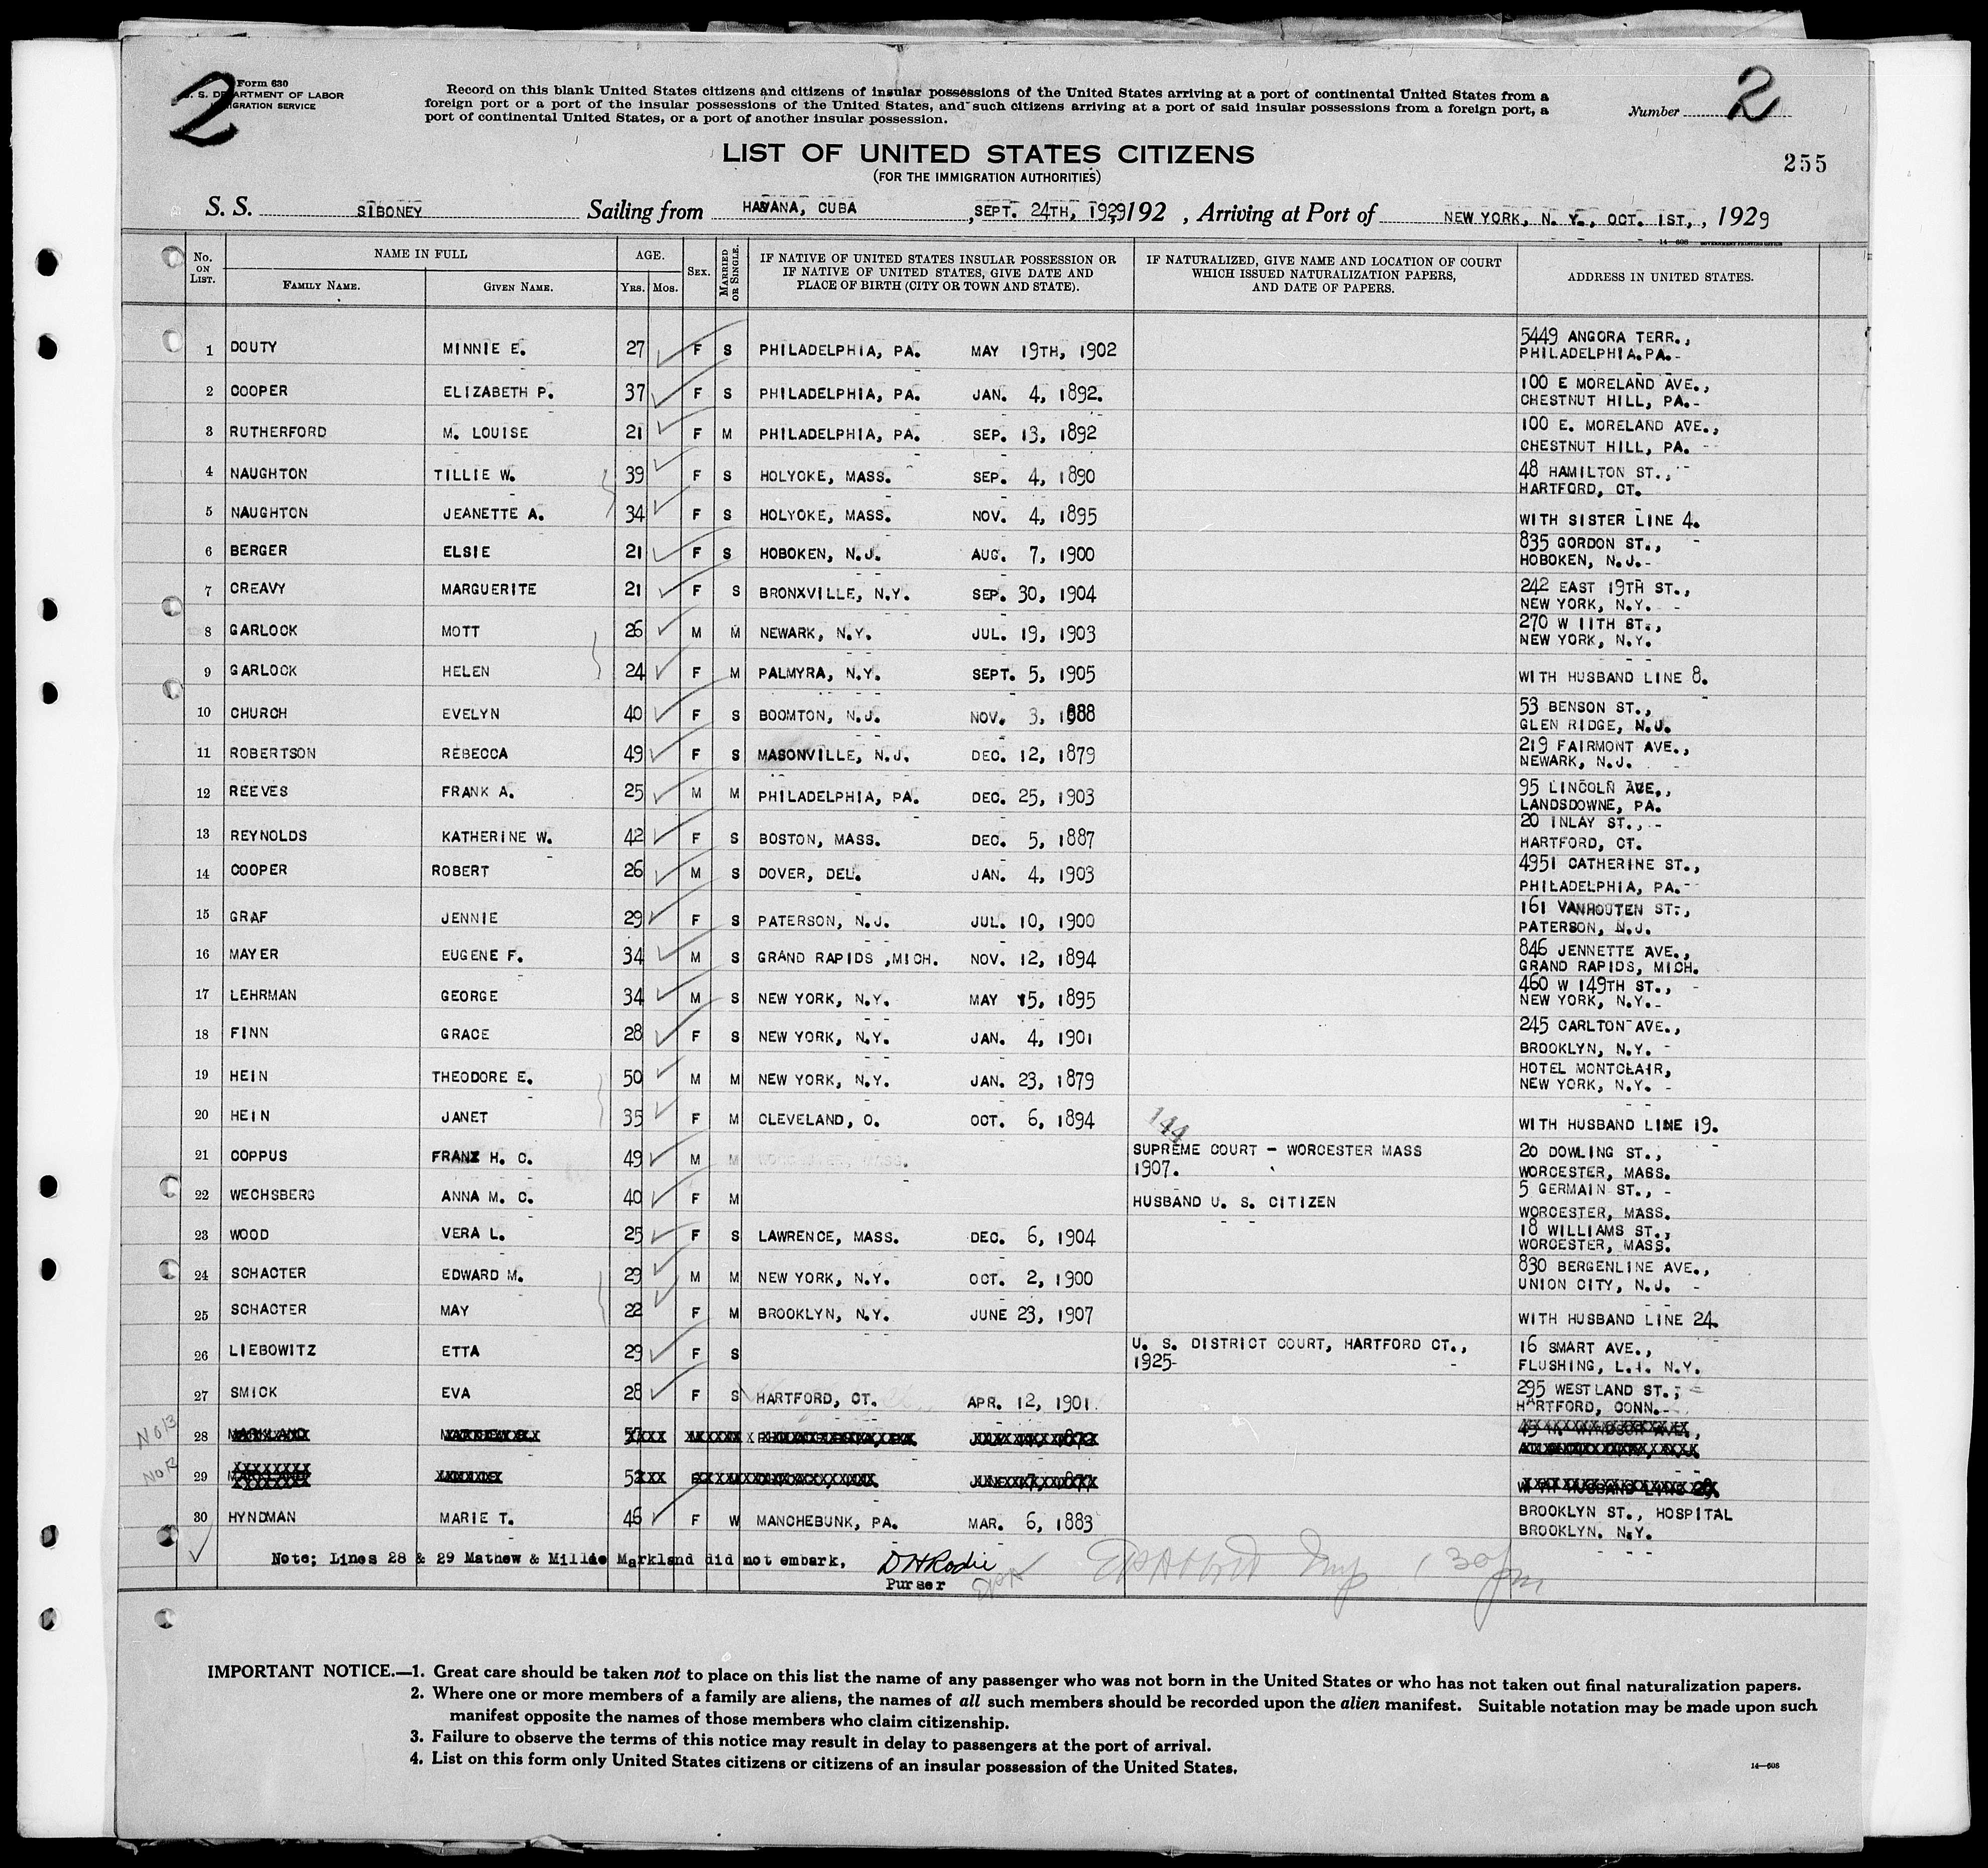 2
Form 630
U. S. DEPARTMENT OF LABOR
IMMIGRATION SERVICE
Record on this blank United States citizens and citizens of insular possessions of the United States arriving at a port of continental United States from a
foreign port or a port of the insular possessions of the United States, and such citizens arriving at a port of said insular possessions from a foreign port, a
port of continental United States, or a port of another insular possession.
Number 2
LIST OF UNITED STATES CITIZENS
(FOR THE IMMIGRATION AUTHORITIES)
255
S. S. SIBONEY Sailing from HAVANA, CUBA, SEPT. 24TH, 1929, 192 , Arriving at Port of NEW YORK, N. Y., OCT. 1ST, , 1929
14-608 GOVERNMENT PRINTING OFFICE
No. ON LIST. NAME IN FULL FAMILY NAME. GIVEN NAME. AGE. YRS. MOS. SEX. MARRIED OR SINGLE. IF NATIVE OF UNITED STATES INSULAR POSSESSION OR IF NATIVE OF UNITED STATES, GIVE DATE AND PLACE OF BIRTH (CITY OR TOWN AND STATE). IF NATURALIZED, GIVE NAME AND LOCATION OF COURT WHICH ISSUED NATURALIZATION PAPERS, AND DATE OF PAPERS. ADDRESS IN UNITED STATES.
1 DOUTY MINNIE E. 27 F S PHILADELPHIA, PA. MAY 19TH, 1902 5449 ANGORA TERR., PHILADELPHIA.PA.-
2 COOPER ELIZABETH P. 37 F S PHILADELPHIA, PA. JAN. 4, 1892. 100 E MORELAND AVE., CHESTNUT HILL, PA.-
3 RUTHERFORD M. LOUISE 21 F M PHILADELPHIA, PA. SEP. 13, 1892 100 E. MORELAND AVE., CHESTNUT HILL, PA.
4 NAUGHTON TILLIE W. 39 F S HOLYOKE, MASS. SEP. 4, 1890 48 HAMILTON ST., HARTFORD, CT.
5 NAUGHTON JEANETTE A. 34 F S HOLYOKE, MASS. NOV. 4, 1895 WITH SISTER LINE 4.
6 BERGER ELSIE 21 F S HOBOKEN, N.J. AUG. 7, 1900 835 GORDON ST., HOBOKEN, N.J.-
7 CREAVY MARGUERITE 21 F S BRONXVILLE, N.Y. SEP. 30, 1904 242 EAST 19TH ST., NEW YORK, N.Y.
8 GARLOCK MOTT 26 M M NEWARK, N.Y. JUL. 19, 1903 270 W 11TH ST., NEW YORK, N.Y.
9 GARLOCK HELEN 24 F M PALMYRA, N.Y. SEPT. 5, 1905 WITH HUSBAND LINE 8.
10 CHURCH EVELYN 40 F S BOOMTON, N.J. NOV. 3, 1888 53 BENSON ST., GLEN RIDGE, N.J.
11 ROBERTSON REBECCA 49 F S MASONVILLE, N.J. DEC. 12, 1879 219 FAIRMONT AVE., NEWARK, N.J.
12 REEVES FRANK A. 25 M M PHILADELPHIA, PA. DEC. 25, 1903 95 LINCOLN AVE., LANDSDOWNE, PA.
13 REYNOLDS KATHERINE W. 42 F S BOSTON, MASS. DEC. 5, 1887 20 INLAY ST., HARTFORD, CT.
14 COOPER ROBERT 26 M S DOVER, DEL. JAN. 4, 1903 4951 CATHERINE ST., PHILADELPHIA, PA.
15 GRAF JENNIE 29 F S PATERSON, N.J. JUL. 10, 1900 161 VANHOUTEN ST., PATERSON, N.J.
16 MAYER EUGENE F. 34 M S GRAND RAPIDS ,MICH. NOV. 12, 1894 846 JENNETTE AVE., GRAND RAPIDS, MICH.
17 LEHRMAN GEORGE 34 M S NEW YORK, N.Y. MAY 15, 1895 460 W 149TH ST., NEW YORK, N.Y.-
18 FINN GRACE 28 F S NEW YORK, N.Y. JAN. 4, 1901 245 CARLTON AVE., BROOKLYN, N.Y.
19 HEIN THEODORE E. 50 M M NEW YORK, N.Y. JAN. 23, 1879 HOTEL MONTCLAIR, NEW YORK, N.Y.
20 HEIN JANET 35 F M CLEVELAND, O. OCT. 6, 1894 WITH HUSBAND LINE 19.
144
21 COPPUS FRANZ H. C. 49 M M SUPREME COURT - WORCESTER MASS 1907. 20 DOWLING ST., WORCESTER, MASS.
22 WECHSBERG ANNA M. C. 40 F M HUSBAND U. S. CITIZEN 5 GERMAIN ST., WORCESTER, MASS.
23 WOOD VERA L. 25 F S LAWRENCE, MASS. DEC. 6, 1904 18 WILLIAMS ST., WORCESTER, MASS.
24 SCHACTER EDWARD M. 29 M M NEW YORK, N.Y. OCT. 2, 1900 830 BERGENLINE AVE., UNION CITY, N.J.
25 SCHACTER MAY 22 F M BROOKLYN, N.Y. JUNE 23, 1907 WITH HUSBAND LINE 24.
26 LIEBOWITZ ETTA 29 F S U. S. DISTRICT COURT, HARTFORD CT., 1925- 16 SMART AVE., FLUSHING, L.I. N.Y.
27 SMICK EVA 28 F S HARTFORD, CT. APR. 12, 1901. 295 WESTLAND ST., HARTFORD, CONN.
28
29
30 HYNDMAN MARIE T. 46 F W MANCHEBUNK, PA. MAR. 6, 1883 BROOKLYN ST., HOSPITAL BROOKLYN. N.Y.
Note; Lines 28 & 29 Mathew & Millie Markland did not embark,
Purser
IMPORTANT NOTICE.—1. Great care should be taken not to place on this list the name of any passenger who was not born in the United States or who has not taken out final naturalization papers.
2. Where one or more members of a family are aliens, the names of all such members should be recorded upon the alien manifest. Suitable notation may be made upon such
manifest opposite the names of those members who claim citizenship.
3. Failure to observe the terms of this notice may result in delay to passengers at the port of arrival.
4. List on this form only United States citizens or citizens of an insular possession of the United States.
14—608